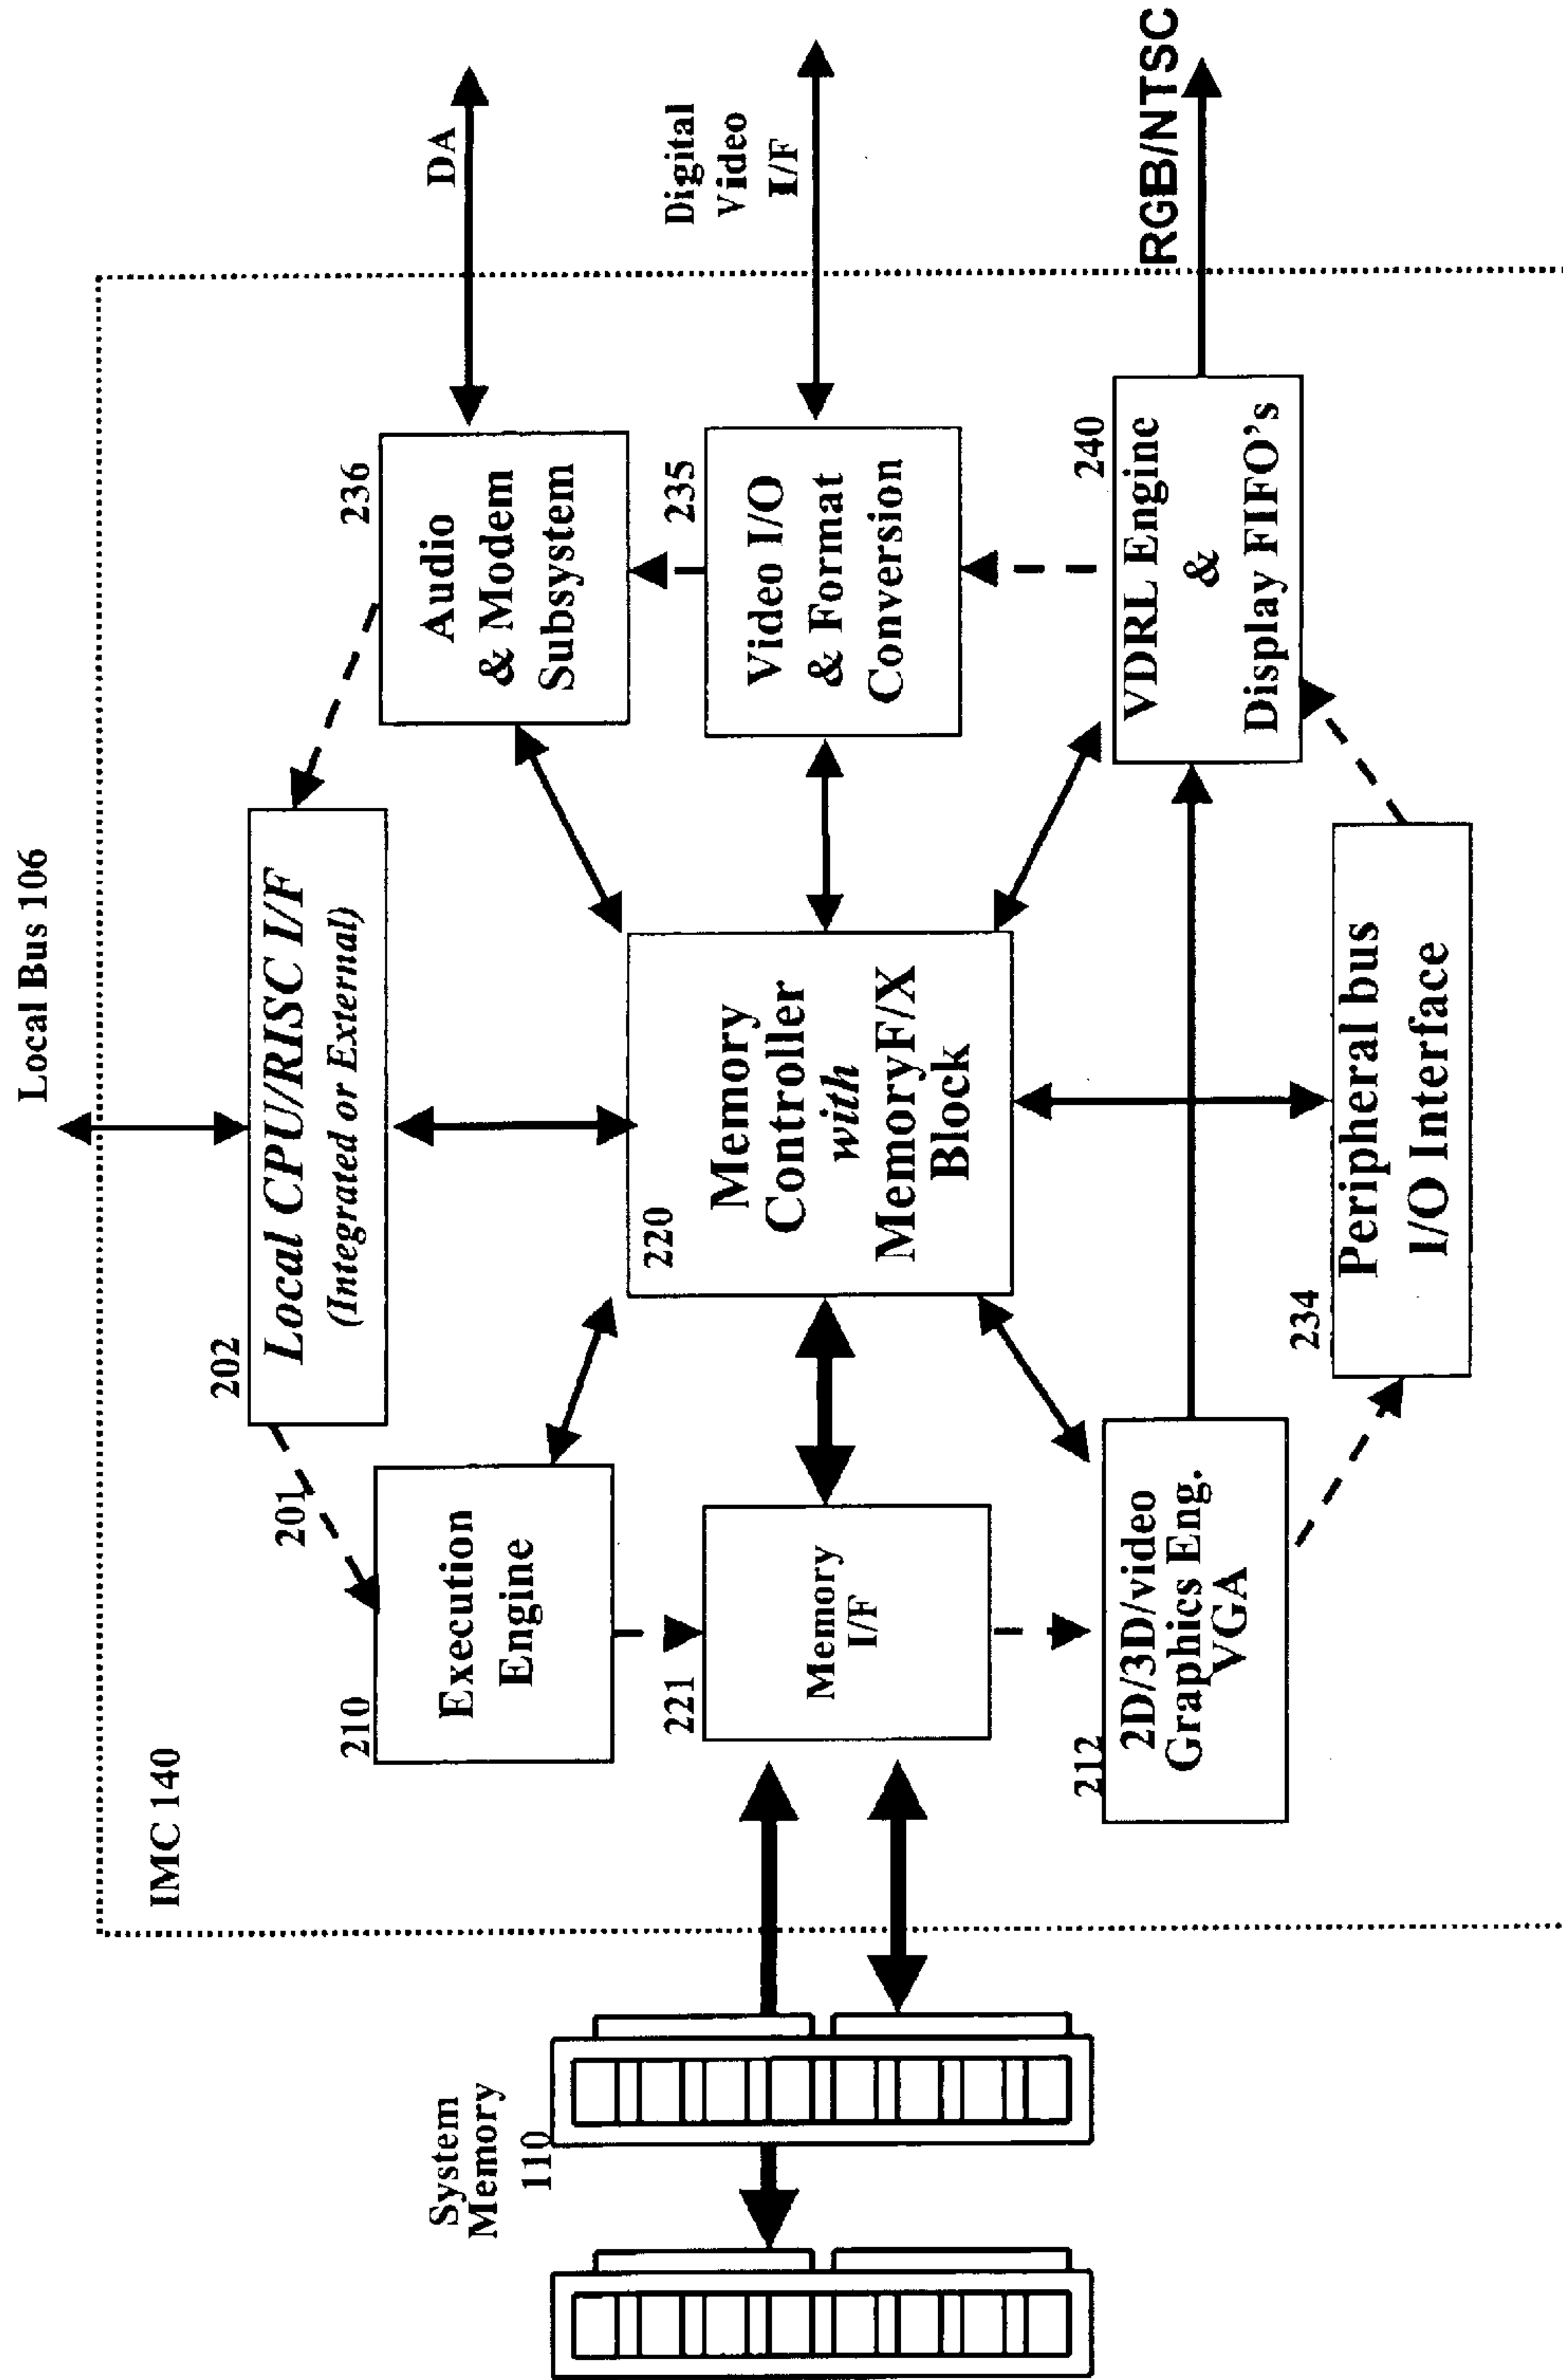 Local Bus 106
IMC 140
202
Local CPU/RISC I/F
(Integrated or External)
201
210
Execution
Engine
236
Audio
& Modem
Subsystem
DA
System
Memory
110
221
Memory
I/F
220
Memory
Controller
with
MemoryF/X
Block
235
Video I/O
& Format
Conversion
Digital
Video
I/F
212
2D/3D/video
Graphics Eng.
VGA
240
VDRL Engine
&
Display FIFO's
RGB/NTSC
234
Peripheral bus
I/O Interface